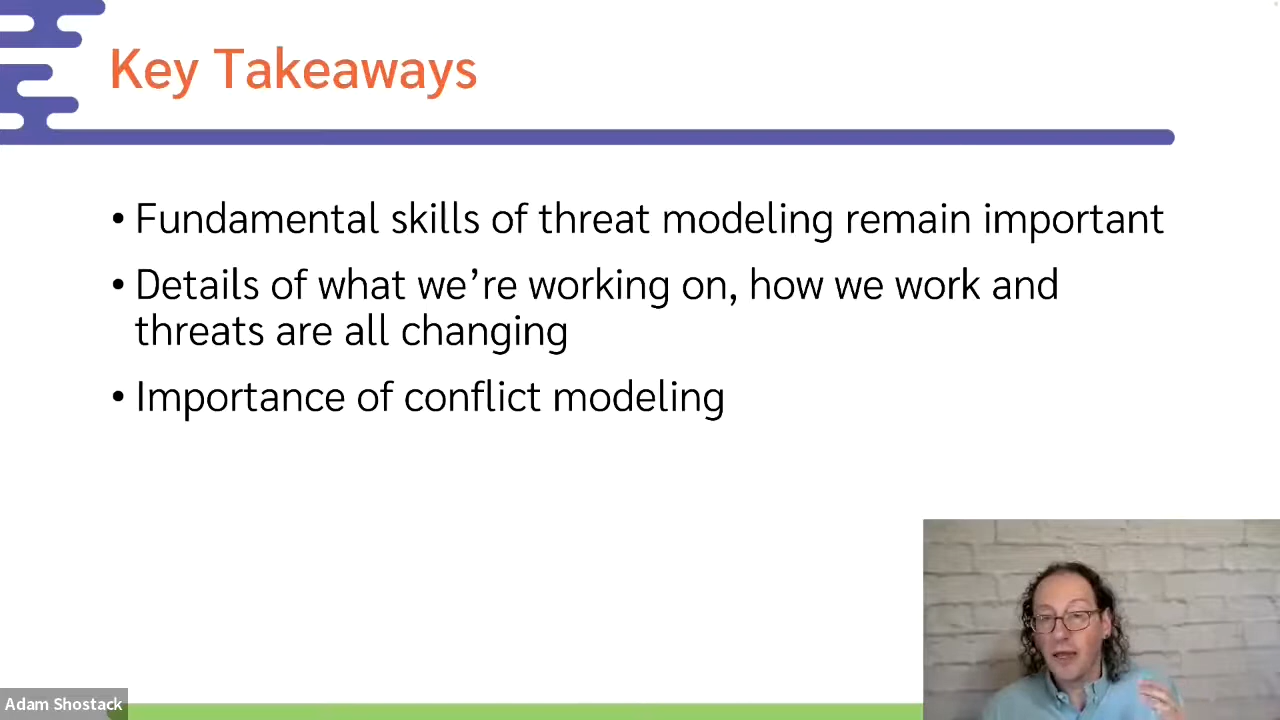 Key Takeaways
• Fundamental skills of threat modeling remain important
• Details of what we’re working on, how we work and
threats are all changing
• Importance of conflict modeling
Adam Shostack